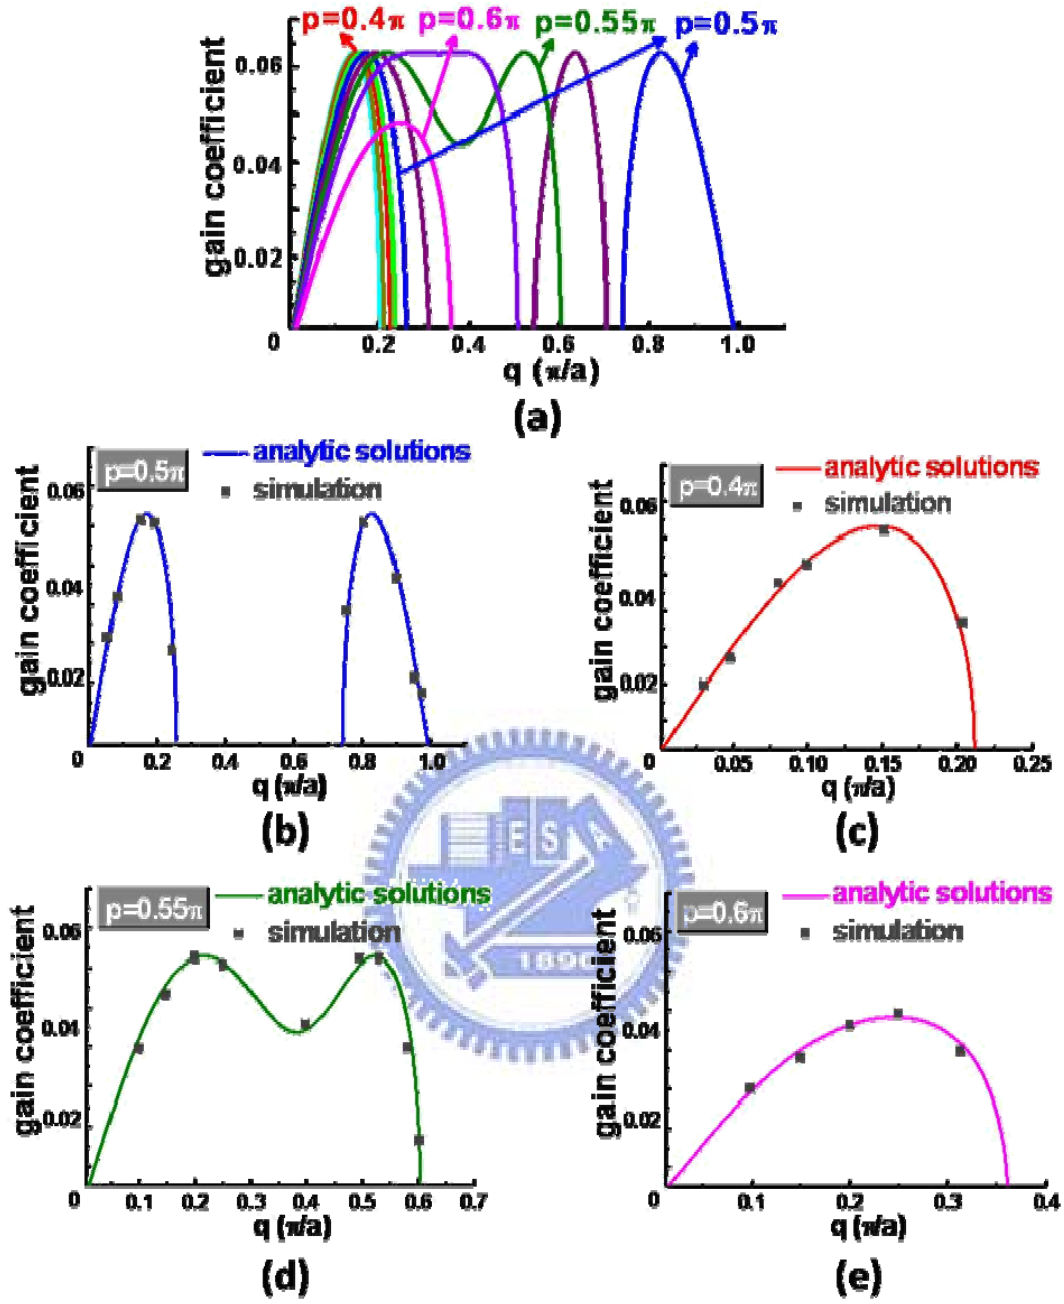 p=0.4π p=0.6π p=0.55π p=0.5π
gain coefficient
0.06
0.04
0.02
0 0.2 0.4 0.6 0.8 1.0
q (π/a)
(a)
p=0.5π
analytic solutions
simulation
gain coefficient
0.06
0.04
0.02
0 0.2 0.4 0.6 0.8 1.0
q (π/a)
(b)
p=0.4π
analytic solutions
simulation
gain coefficient
0.06
0.04
0.02
0 0.05 0.10 0.15 0.20 0.25
q (π/a)
(c)
p=0.55π
analytic solutions
simulation
gain coefficient
0.06
0.04
0.02
0 0.1 0.2 0.3 0.4 0.5 0.6 0.7
q (π/a)
(d)
p=0.6π
analytic solutions
simulation
gain coefficient
0.06
0.04
0.02
0 0.1 0.2 0.3 0.4
q (π/a)
(e)
E S A
1896